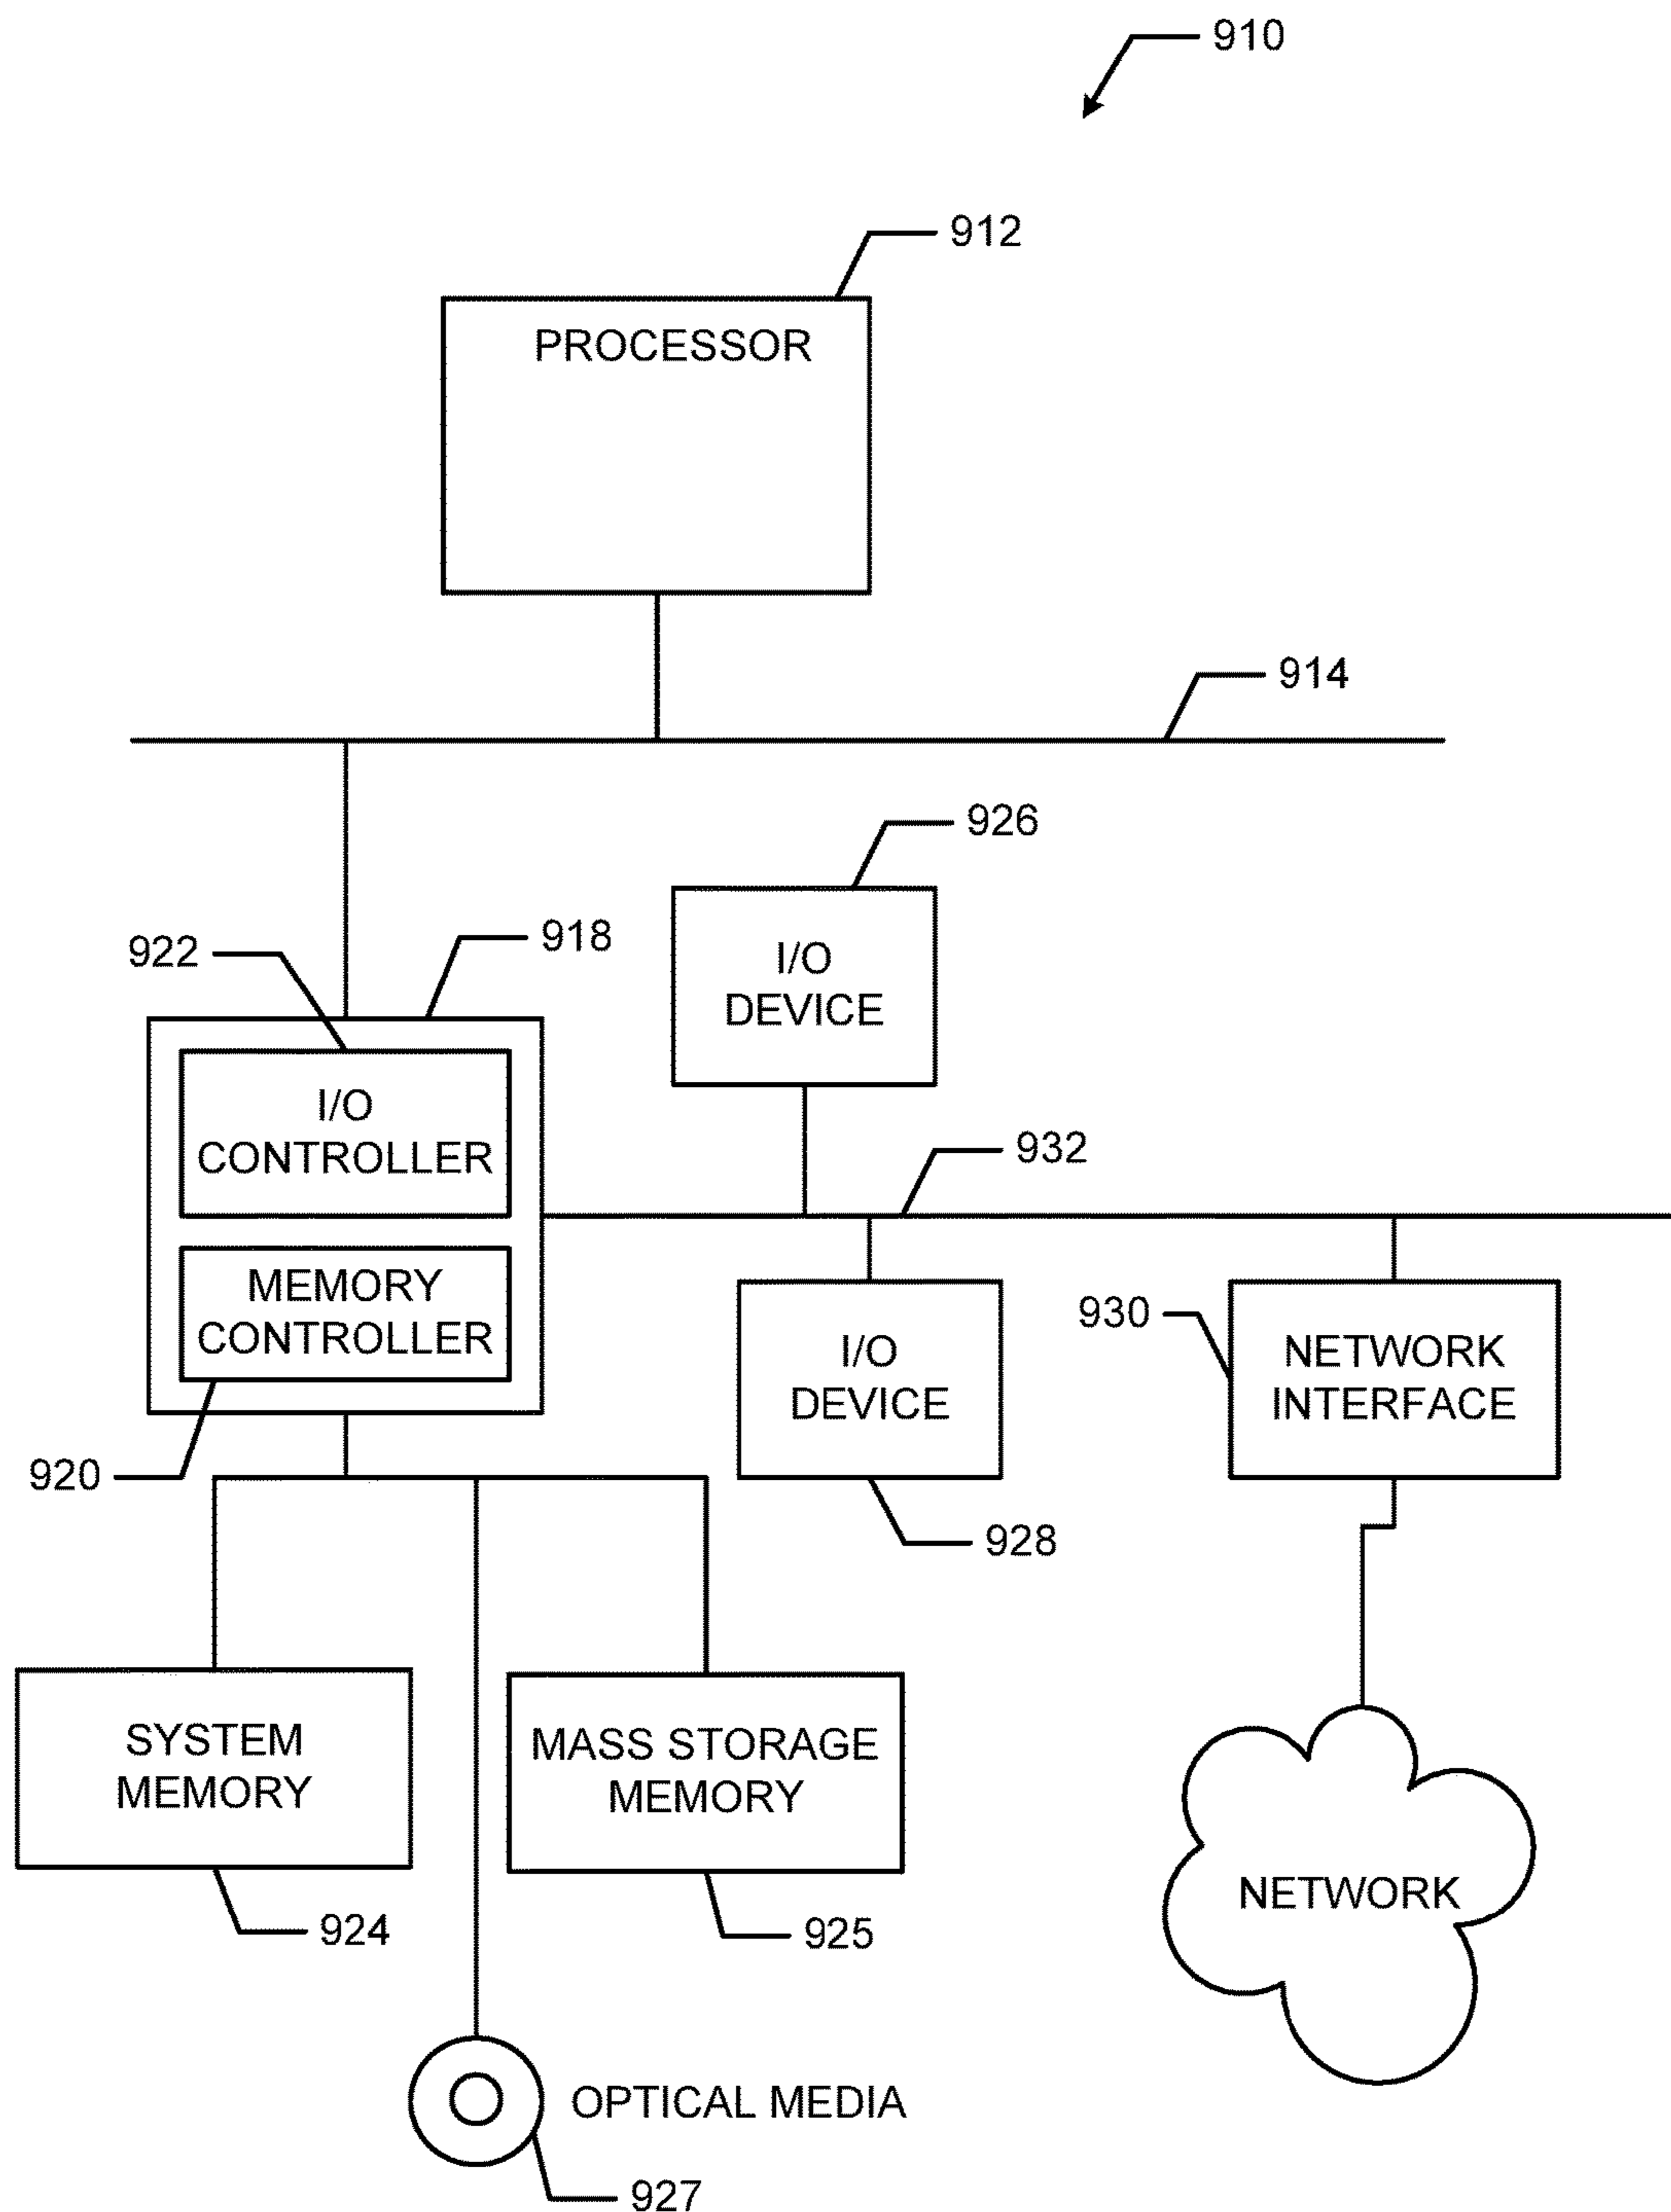 910
912
PROCESSOR
914
926
I/O
DEVICE
918
922
I/O
CONTROLLER
932
MEMORY
CONTROLLER
920
I/O
DEVICE
928
930
NETWORK
INTERFACE
SYSTEM
MEMORY
924
MASS STORAGE
MEMORY
925
NETWORK
OPTICAL MEDIA
927